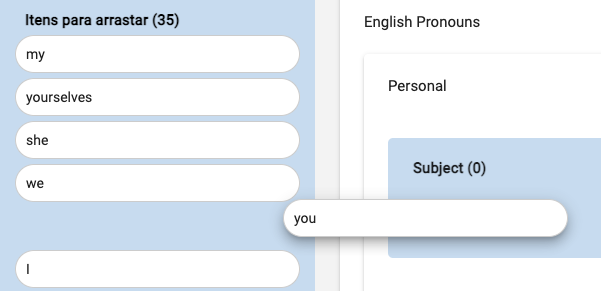 Itens para arrastar (35)
my
yourselves
she
we
I
English Pronouns
Personal
Subject (0)
you